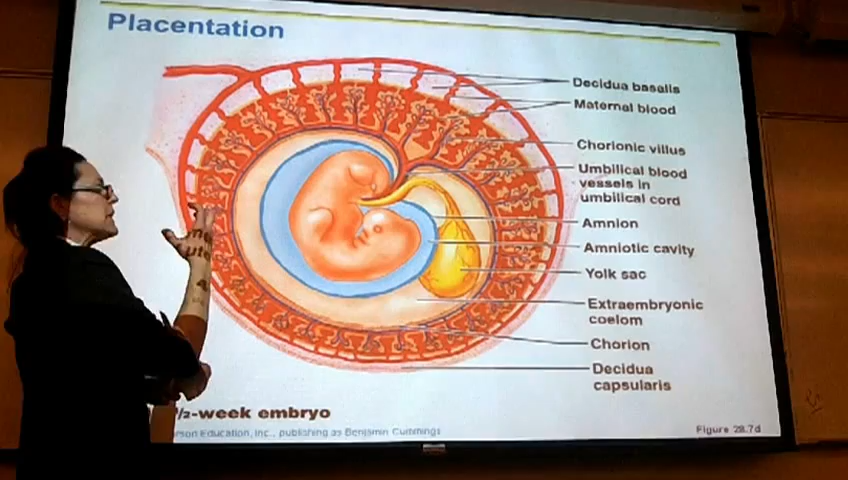 Placentation
Decidua basalis
Maternal blood
Chorionic villus
Umbilical blood
vessels in
umbilical cord
Amnion
Amniotic cavity
Yolk sac
Extraembryonic
coelom
Chorion
Decidua
capsularis
½-week embryo
Education, Inc., publishing as Benjamin Cummings
Figure 28.7d